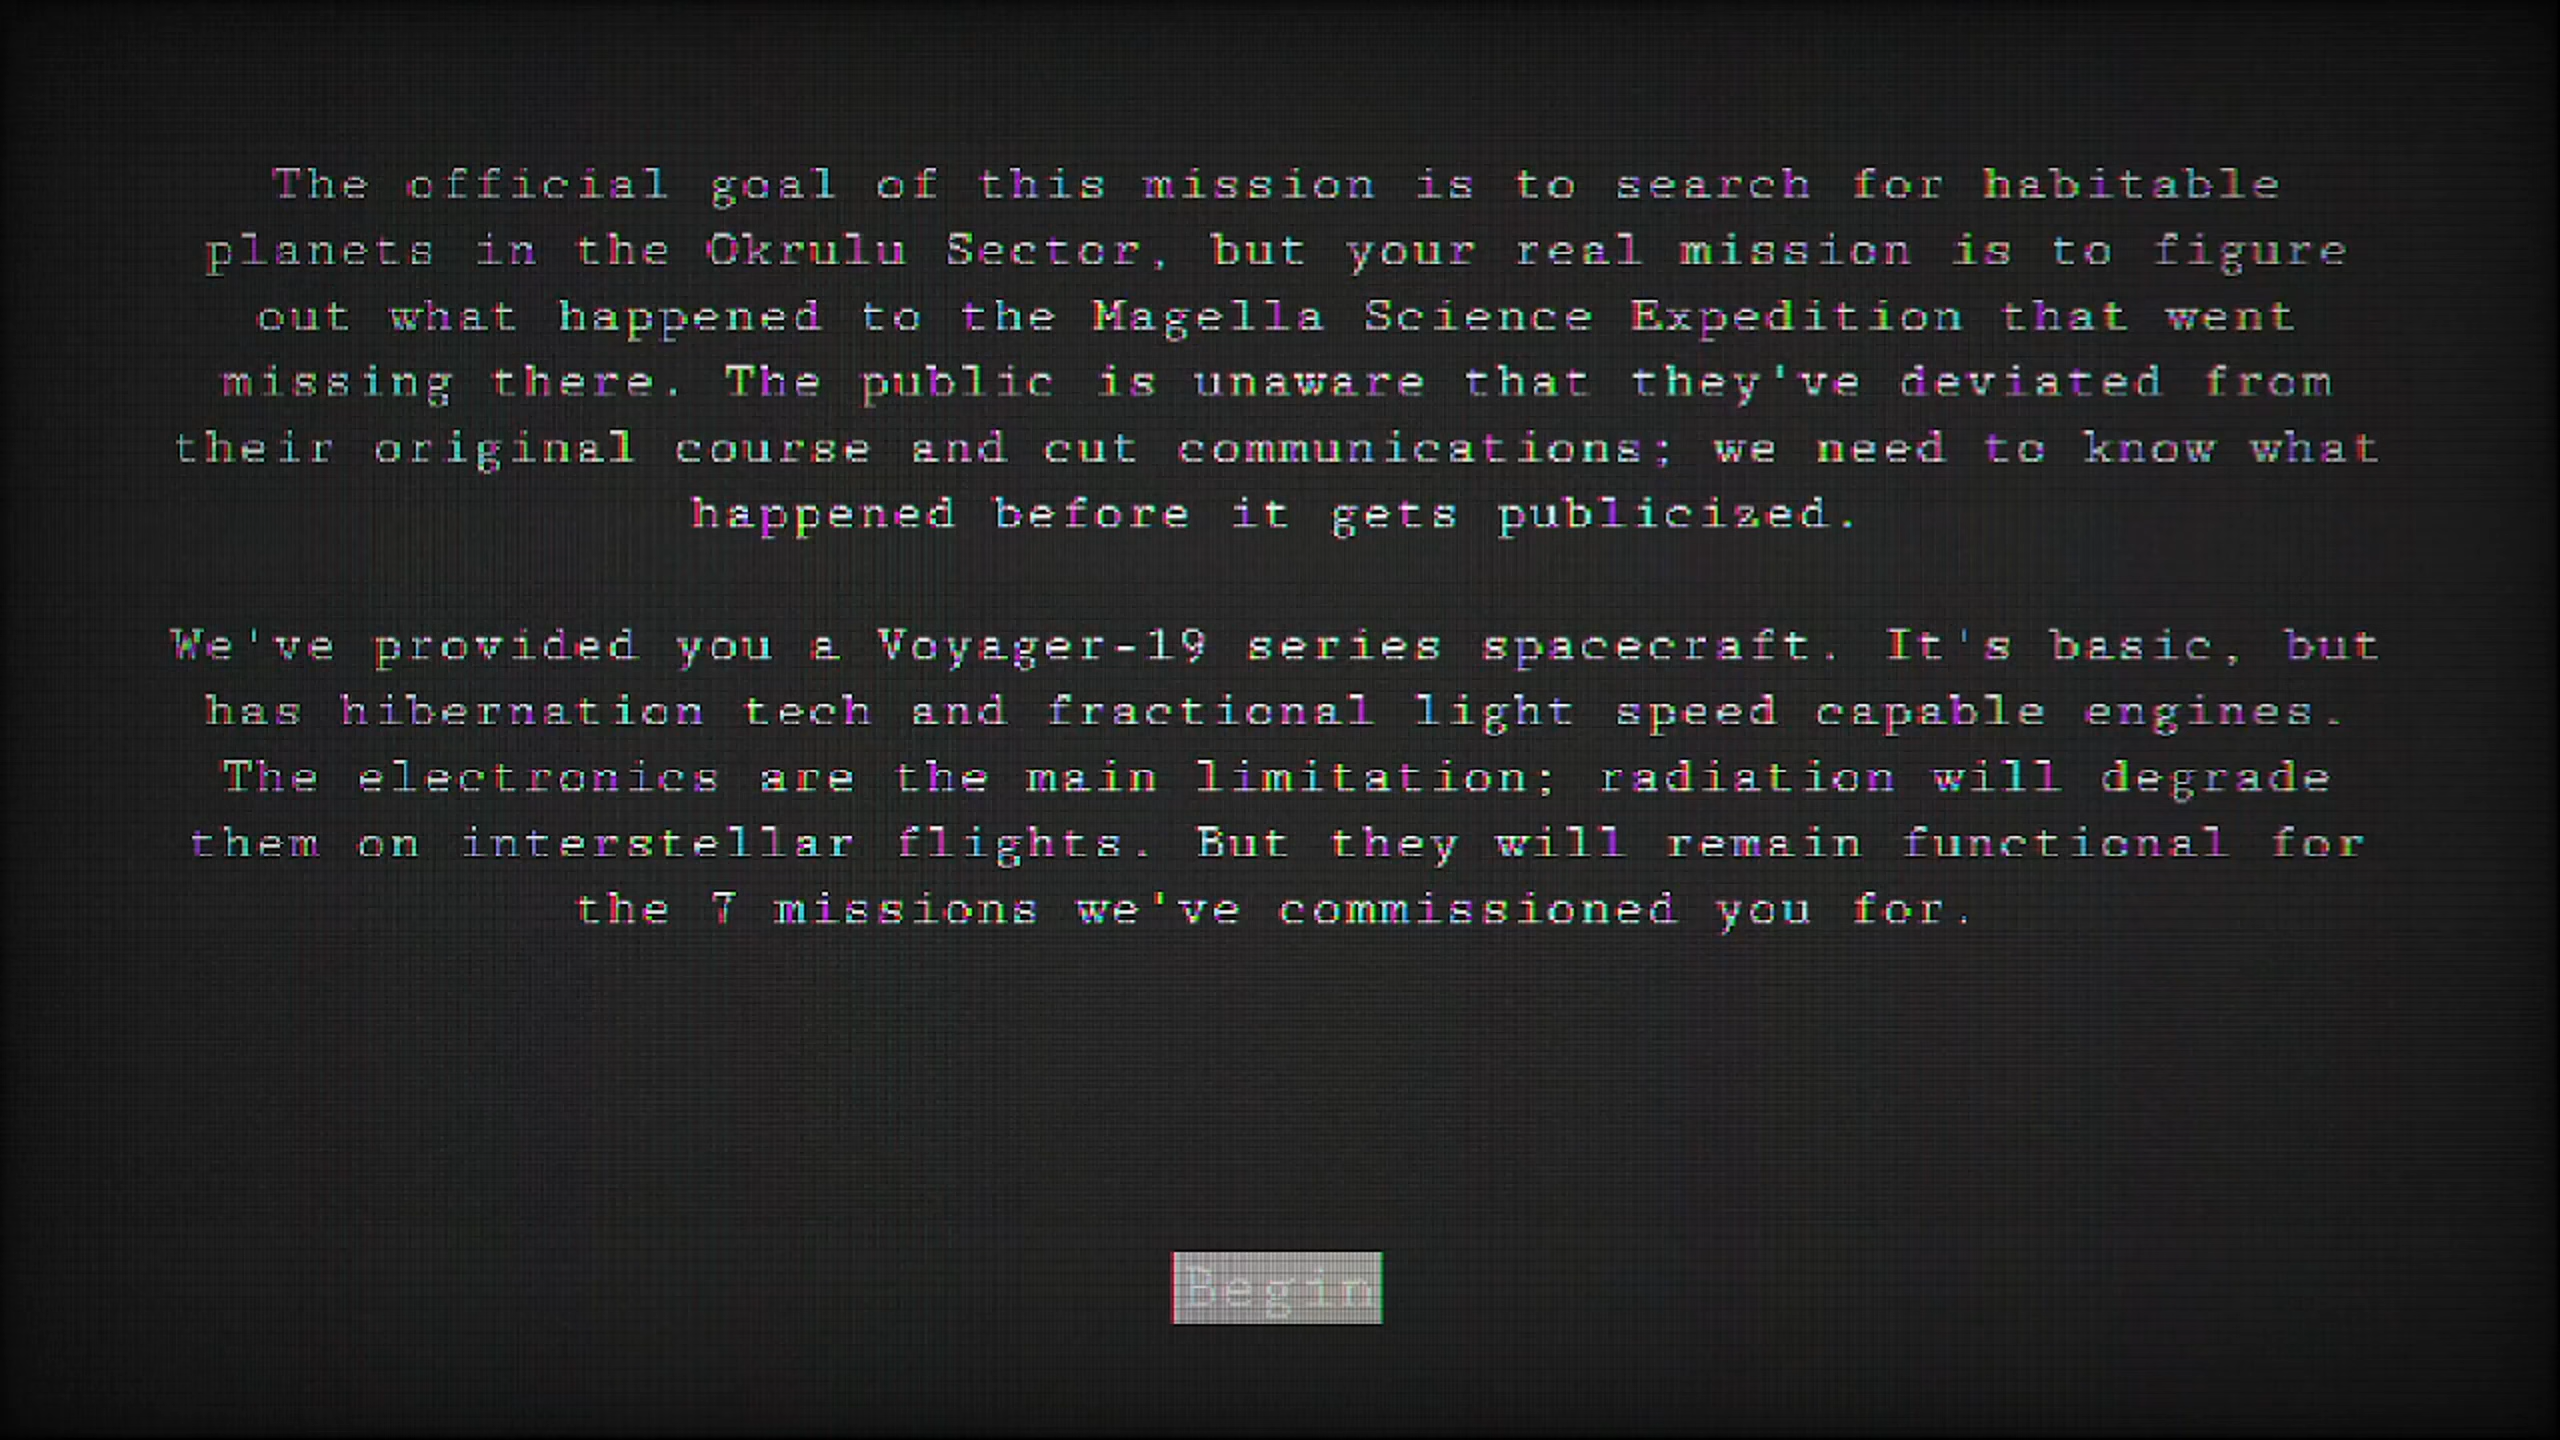 The official goal of this mission is to search for habitable
planets in the Okrulu Sector, but your real mission is to figure
out what happened to the Magella Science Expedition that went
missing there. The public is unaware that they've deviated from
their original course and cut communications; we need to know what
happened before it gets publicized.
We've provided you a Voyager-19 series spacecraft. It's basic, but
has hibernation tech and fractional light speed capable engines.
The electronics are the main limitation; radiation will degrade
them on interstellar flights. But they will remain functional for
the 7 missions we've commissioned you for.
Begin